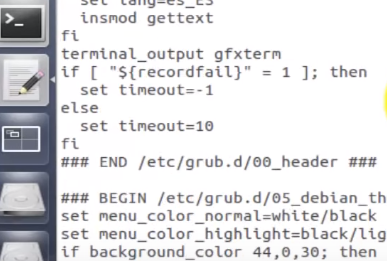 set lang=es_ES
insmod gettext
fi
terminal_output gfxterm
if [ "${recordfail}" = 1 ]; then
set timeout=-1
else
set timeout=10
fi
### END /etc/grub.d/00_header ###
### BEGIN /etc/grub.d/05_debian_th
set menu_color_normal=white/black
set menu_color_highlight=black/lig
if background_color 44,0,30; then